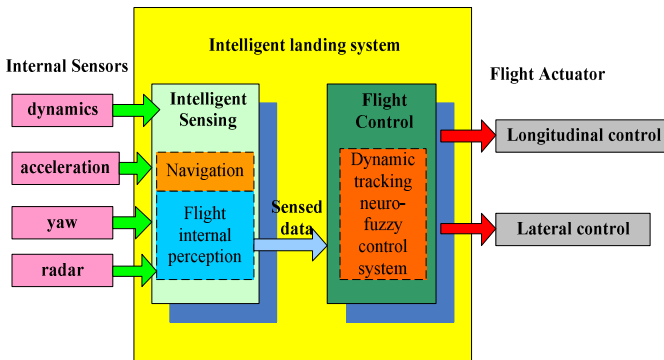 Intelligent landing system
Internal Sensors
dynamics
acceleration
yaw
radar
Intelligent
Sensing
Navigation
Flight
internal
perception
Sensed
data
Flight
Control
Dynamic
tracking
neuro-
fuzzy
control
system
Flight Actuator
Longitudinal control
Lateral control